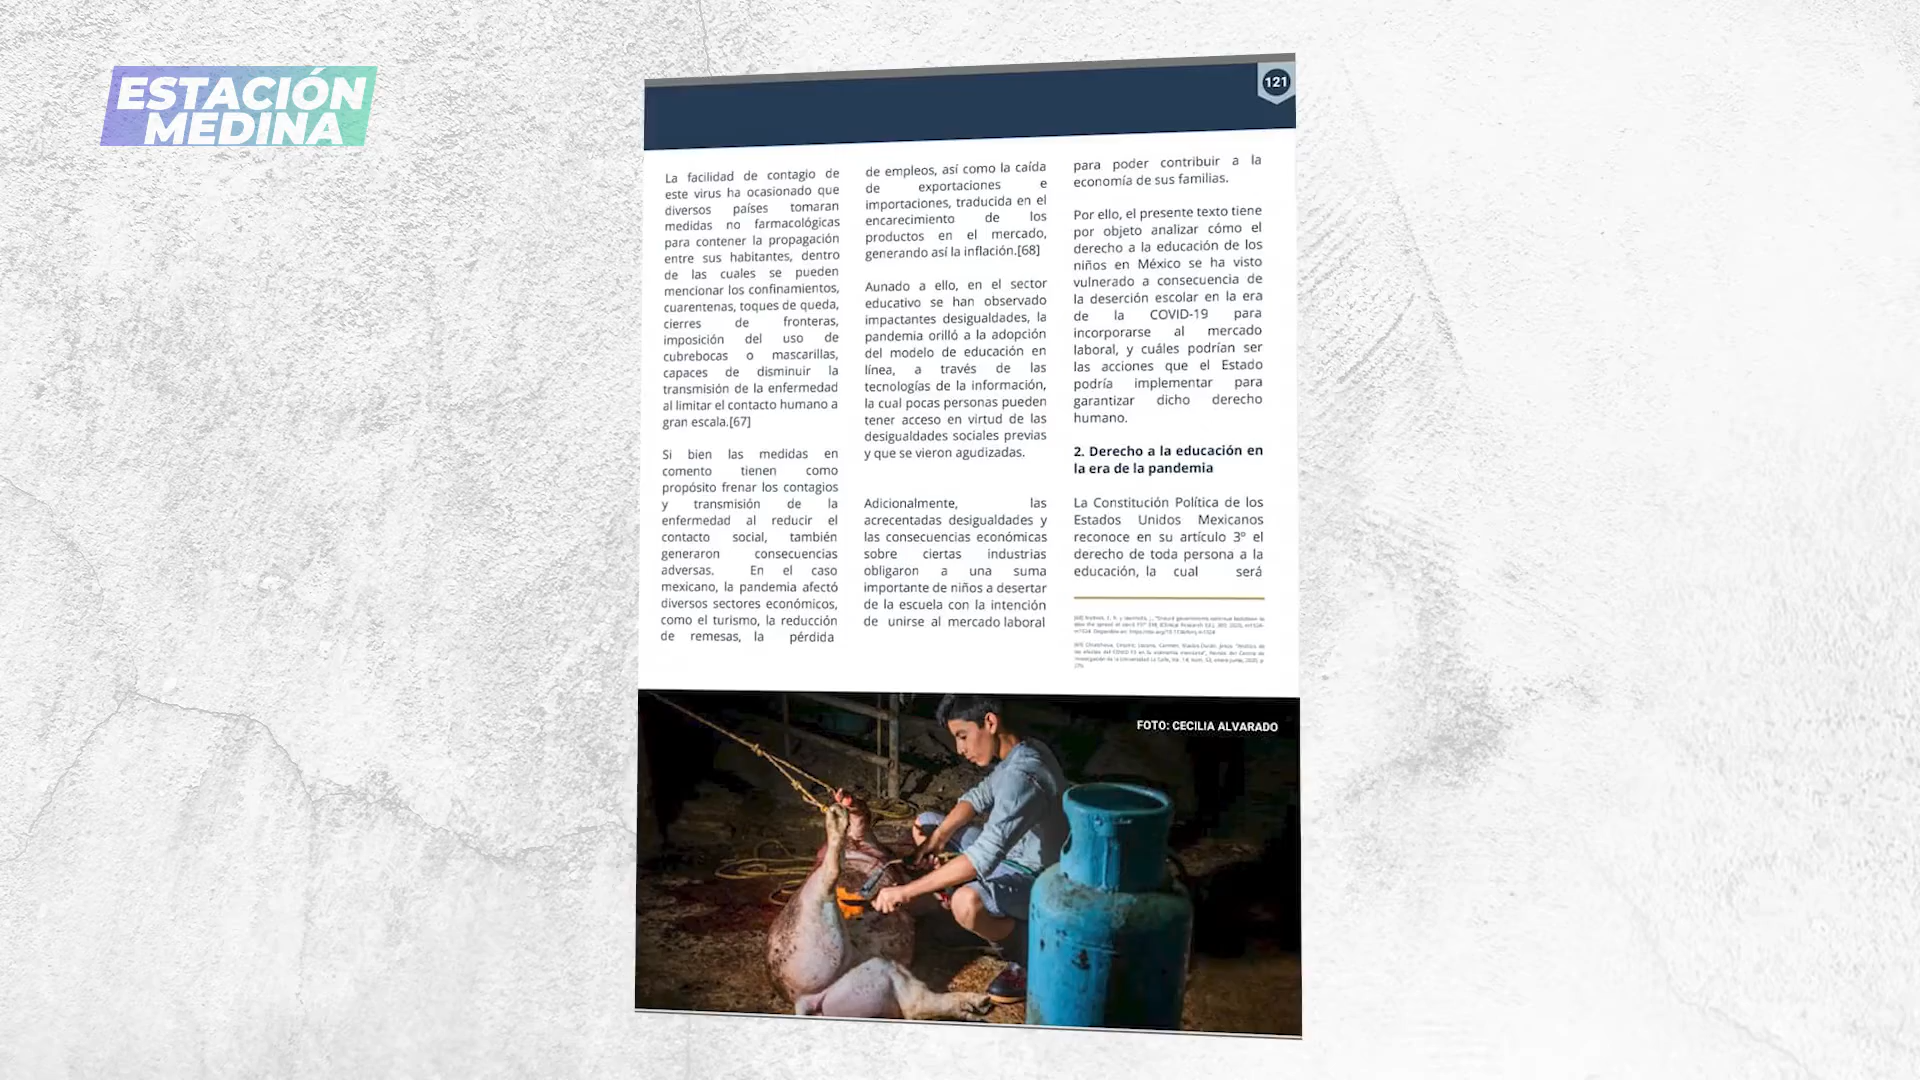 ESTACIÓN
MEDINA
121
La facilidad de contagio de
este virus ha ocasionado que
diversos países tomaran
medidas no farmacológicas
para contener la propagación
entre sus habitantes, dentro
de las cuales se pueden
mencionar los confinamientos,
cuarentenas, toques de queda,
cierres de fronteras,
imposición del uso de
cubrebocas o mascarillas,
capaces de disminuir la
transmisión de la enfermedad
al limitar el contacto humano a
gran escala.[67]
Si bien las medidas en
comento tienen como
propósito frenar los contagios
y transmisión de la
enfermedad al reducir el
contacto social, también
generaron consecuencias
adversas. En el caso
mexicano, la pandemia afectó
diversos sectores económicos,
como el turismo, la reducción
de remesas, la pérdida
de empleos, así como la caída
de exportaciones e
importaciones, traducida en el
encarecimiento de los
productos en el mercado,
generando así la inflación.[68]
Aunado a ello, en el sector
educativo se han observado
impactantes desigualdades, la
pandemia orilló a la adopción
del modelo de educación en
línea, a través de las
tecnologías de la información,
la cual pocas personas pueden
tener acceso en virtud de las
desigualdades sociales previas
y que se vieron agudizadas.
Adicionalmente, las
acrecentadas desigualdades y
las consecuencias económicas
sobre ciertas industrias
obligaron a una suma
importante de niños a desertar
de la escuela con la intención
de unirse al mercado laboral
para poder contribuir a la
economía de sus familias.
Por ello, el presente texto tiene
por objeto analizar cómo el
derecho a la educación de los
niños en México se ha visto
vulnerado a consecuencia de
la deserción escolar en la era
de la COVID-19 para
incorporarse al mercado
laboral, y cuáles podrían ser
las acciones que el Estado
podría implementar para
garantizar dicho derecho
humano.
2. Derecho a la educación en
la era de la pandemia
La Constitución Política de los
Estados Unidos Mexicanos
reconoce en su artículo 3º el
derecho de toda persona a la
educación, la cual será
FOTO: CECILIA ALVARADO